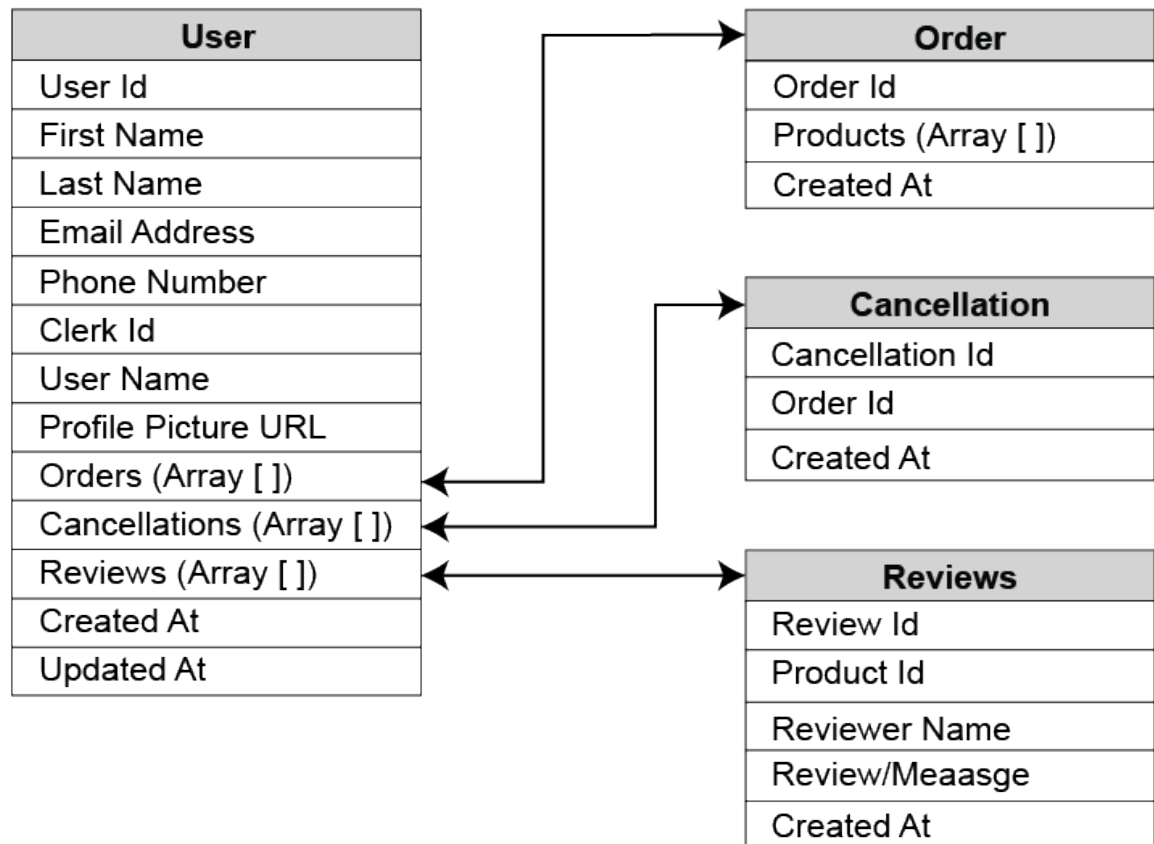 User
User Id
First Name
Last Name
Email Address
Phone Number
Clerk Id
User Name
Profile Picture URL
Orders (Array [ ])
Cancellations (Array [ ])
Reviews (Array [ ])
Created At
Updated At
Order
Order Id
Products (Array [ ])
Created At
Cancellation
Cancellation Id
Order Id
Created At
Reviews
Review Id
Product Id
Reviewer Name
Review/Meaasge
Created At